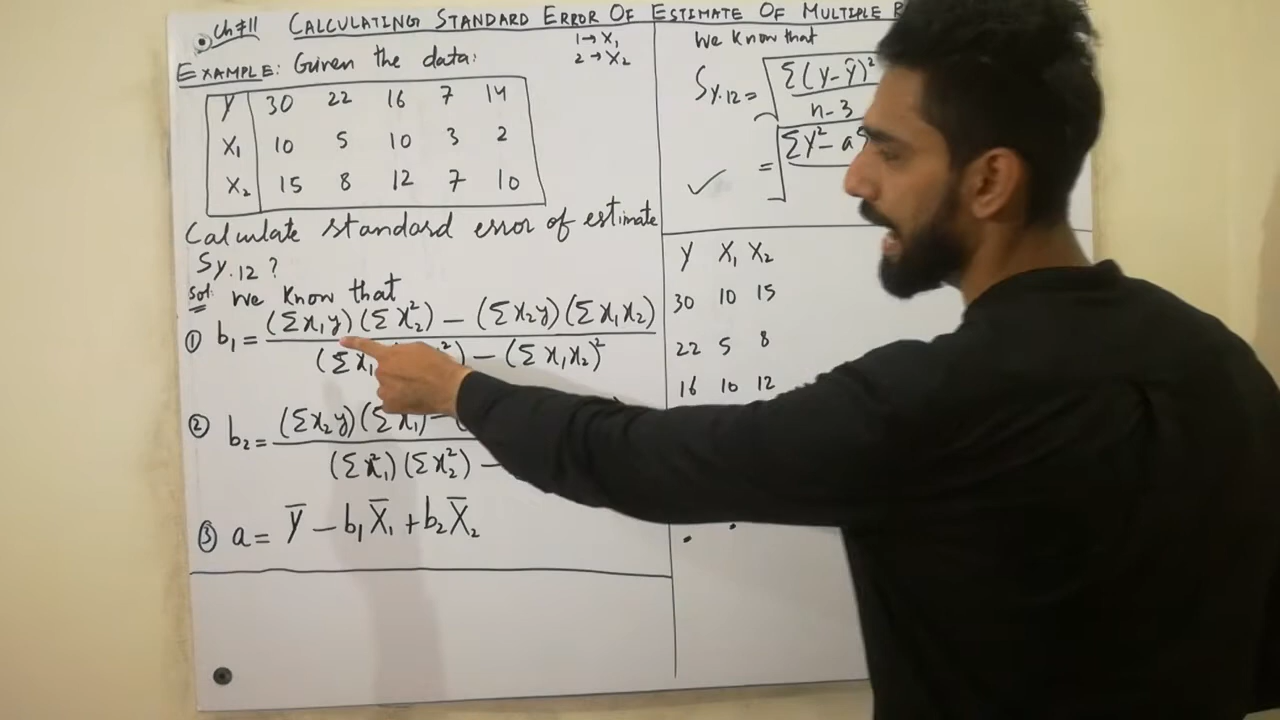 Ch #11 CALCULATING STANDARD ERROR OF ESTIMATE OF MULTIPLE
1→X₁
2→X₂
EXAMPLE: Given the data:
Y 30 22 16 7 14
X₁ 10 5 10 3 2
X₂ 15 8 12 7 10
Calculate standard error of estimate
Sy.12 ?
Sol: We know that
① b₁ = (Σx₁y)(Σx₂²) − (Σx₂y)(Σx₁x₂)
(Σx₁ ²) − (Σx₁x₂)²
② b₂ = (Σx₂y)(Σx₁) −
(Σx₁²)(Σx₂²) −
③ a = Y̅ − b₁X̅₁ + b₂X̅₂
We know that
Sy.12 = √Σ(y−ŷ)²
n−3
= √ΣY² − a
✓
Y X₁ X₂
30 10 15
22 5 8
16 10 12